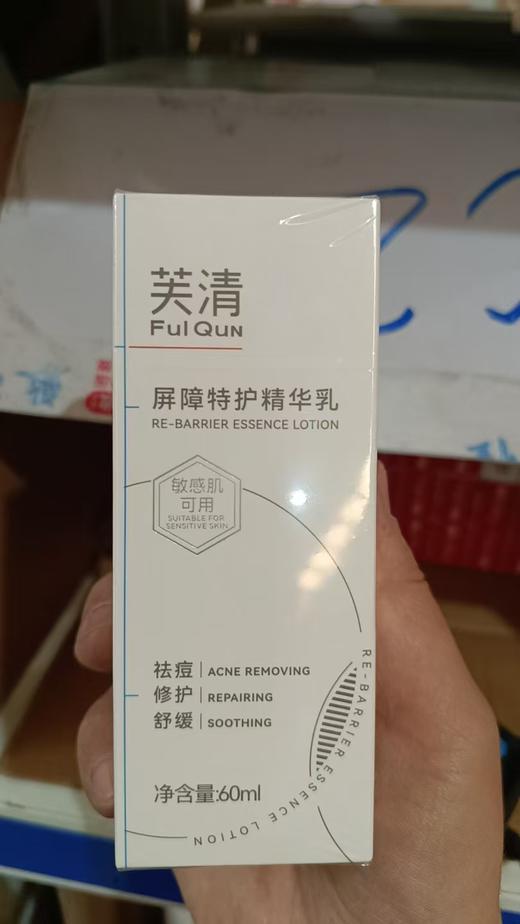 芙清
Ful Qun
屏障特护精华乳
RE-BARRIER ESSENCE LOTION
敏感肌
可用
SUITABLE FOR
SENSITIVE SKIN
祛痘 | ACNE REMOVING
修护 | REPAIRING
舒缓 | SOOTHING
RE-BARRIER ESSENCE LOTION
净含量:60ml